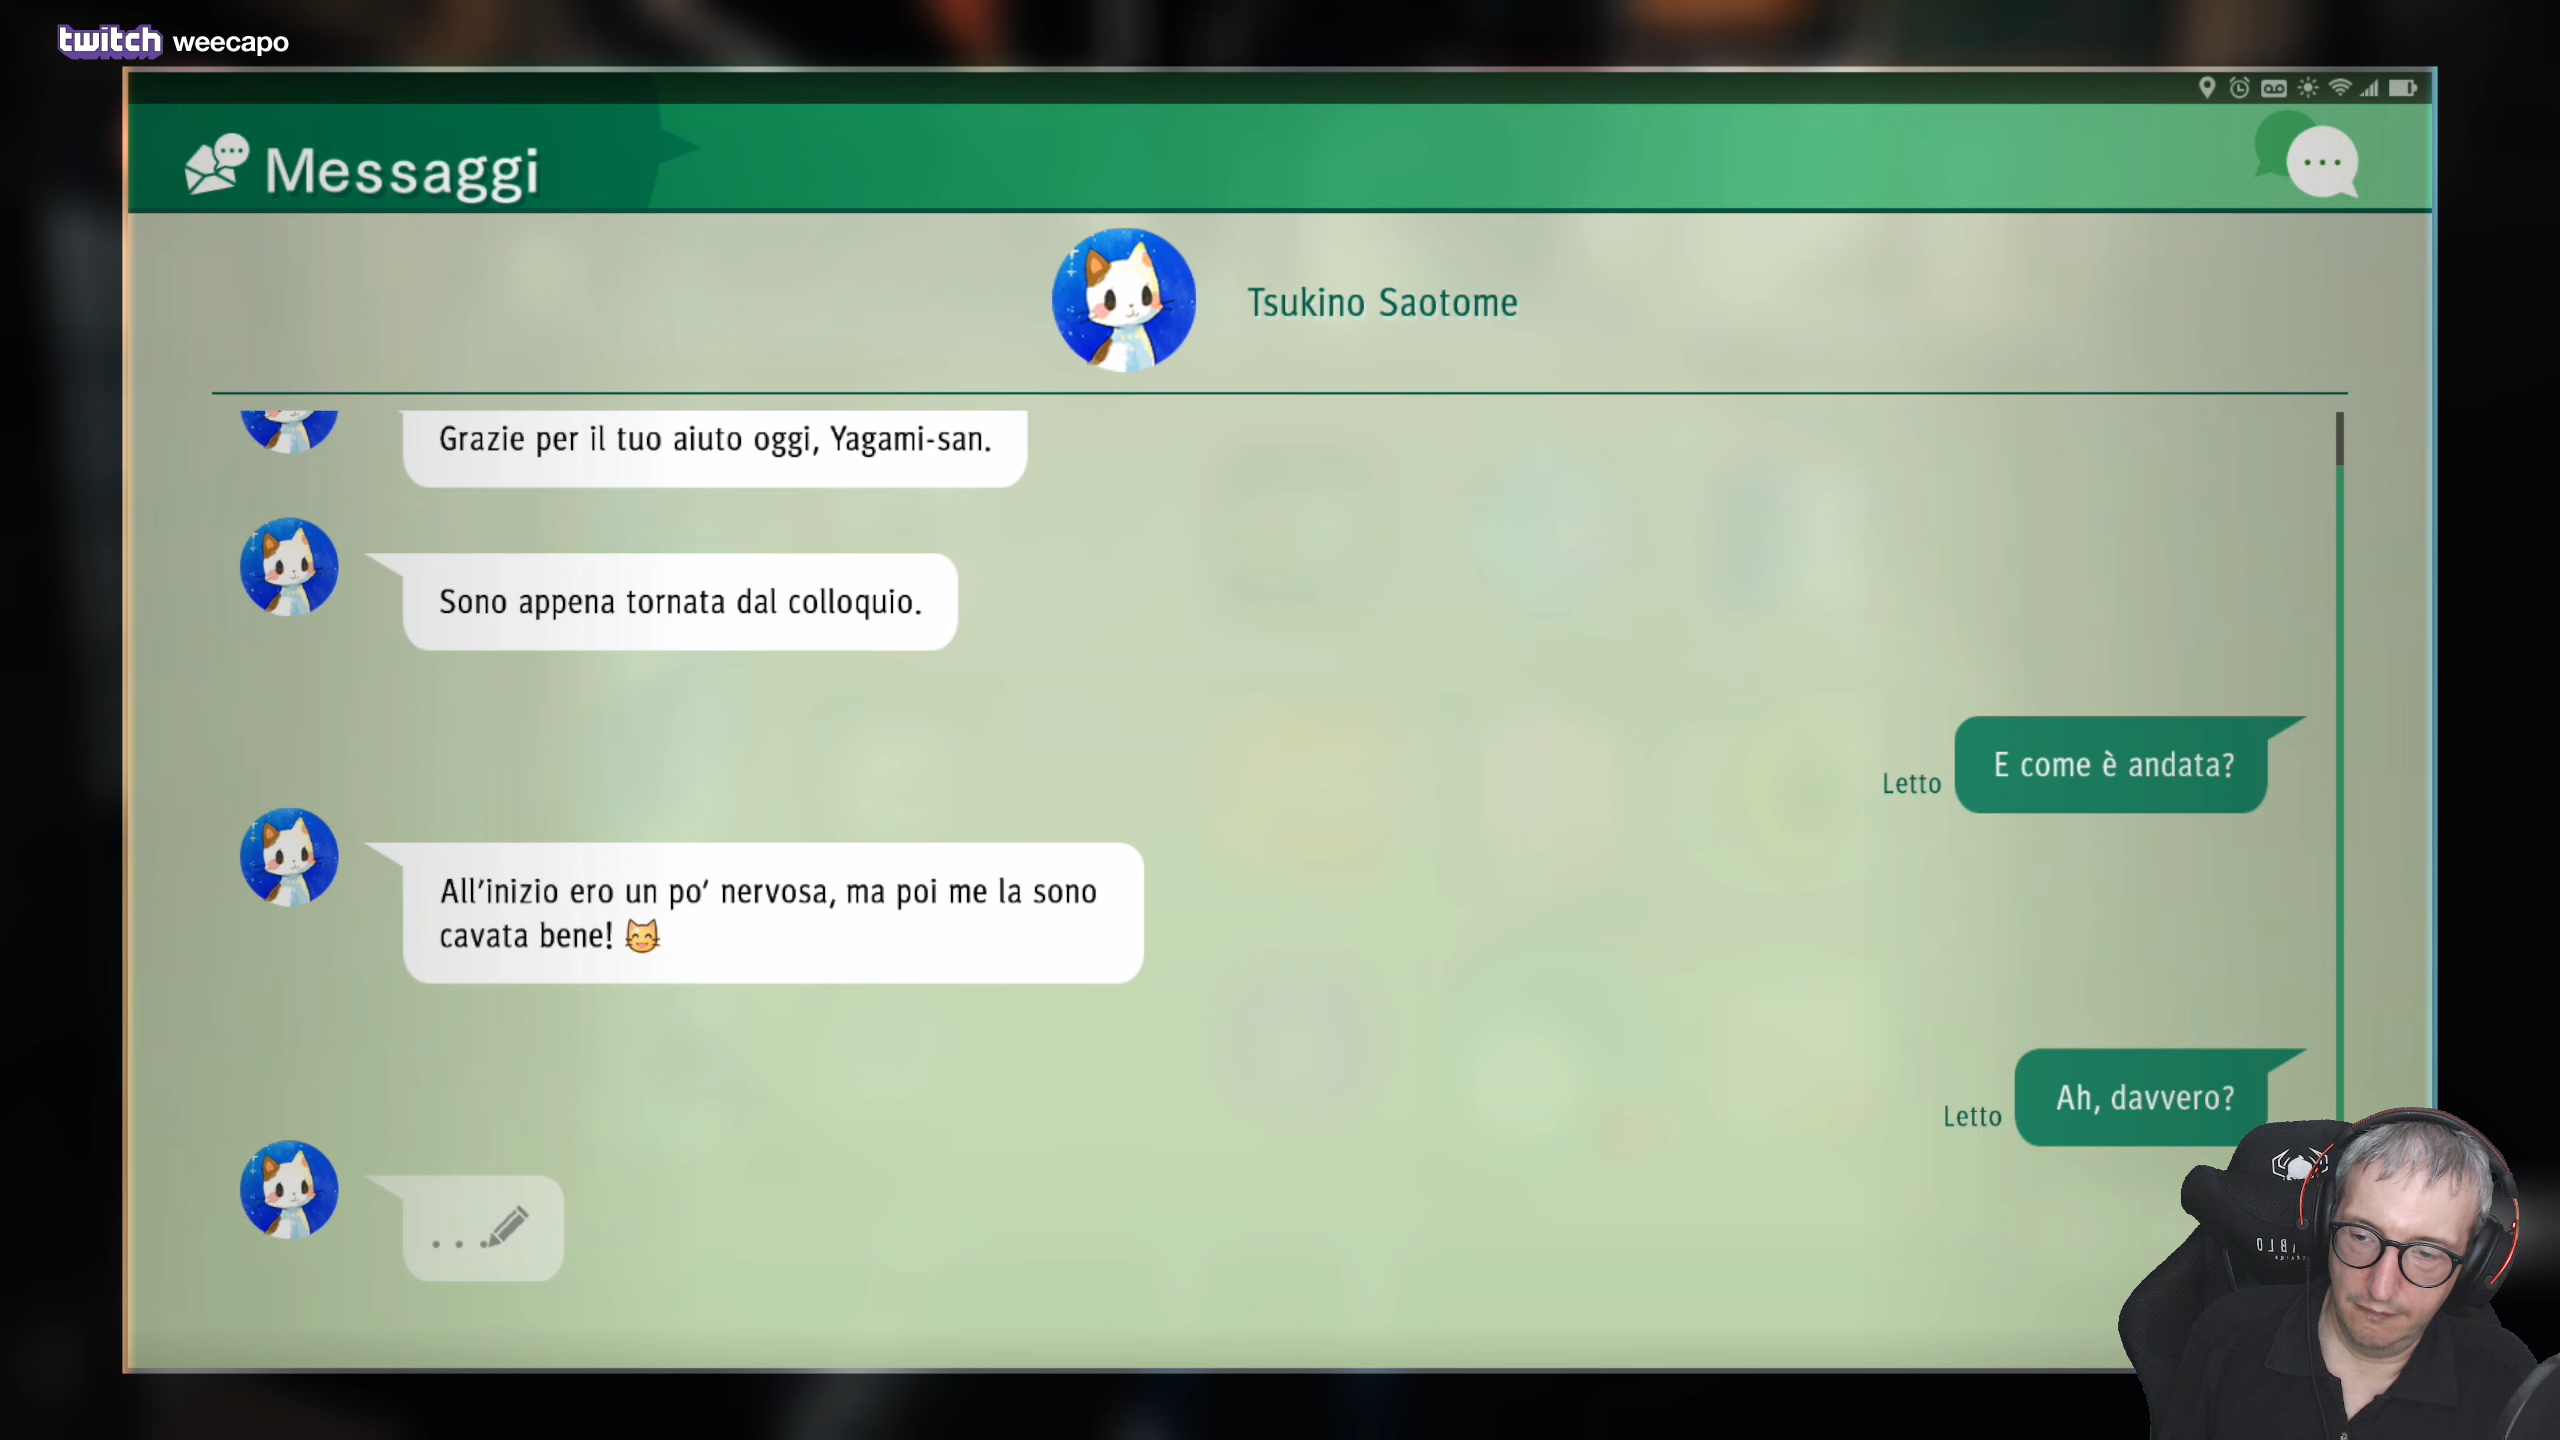 twitch weecapo
Messaggi
Tsukino Saotome
Grazie per il tuo aiuto oggi, Yagami-san.
Sono appena tornata dal colloquio.
E come è andata?
Letto
All'inizio ero un po' nervosa, ma poi me la sono
cavata bene! 😸
Ah, davvero?
Letto